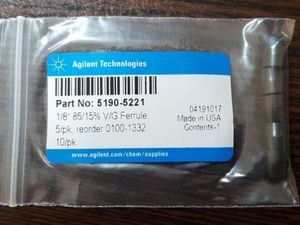 Agilent Technologies
Part No: 5190-5221
1/8" 85/15% V/G Ferrule,
5/pk, reorder 0100-1332
10/pk
04191017
Made in USA
Contents-1
www.agilent.com/chem/supplies